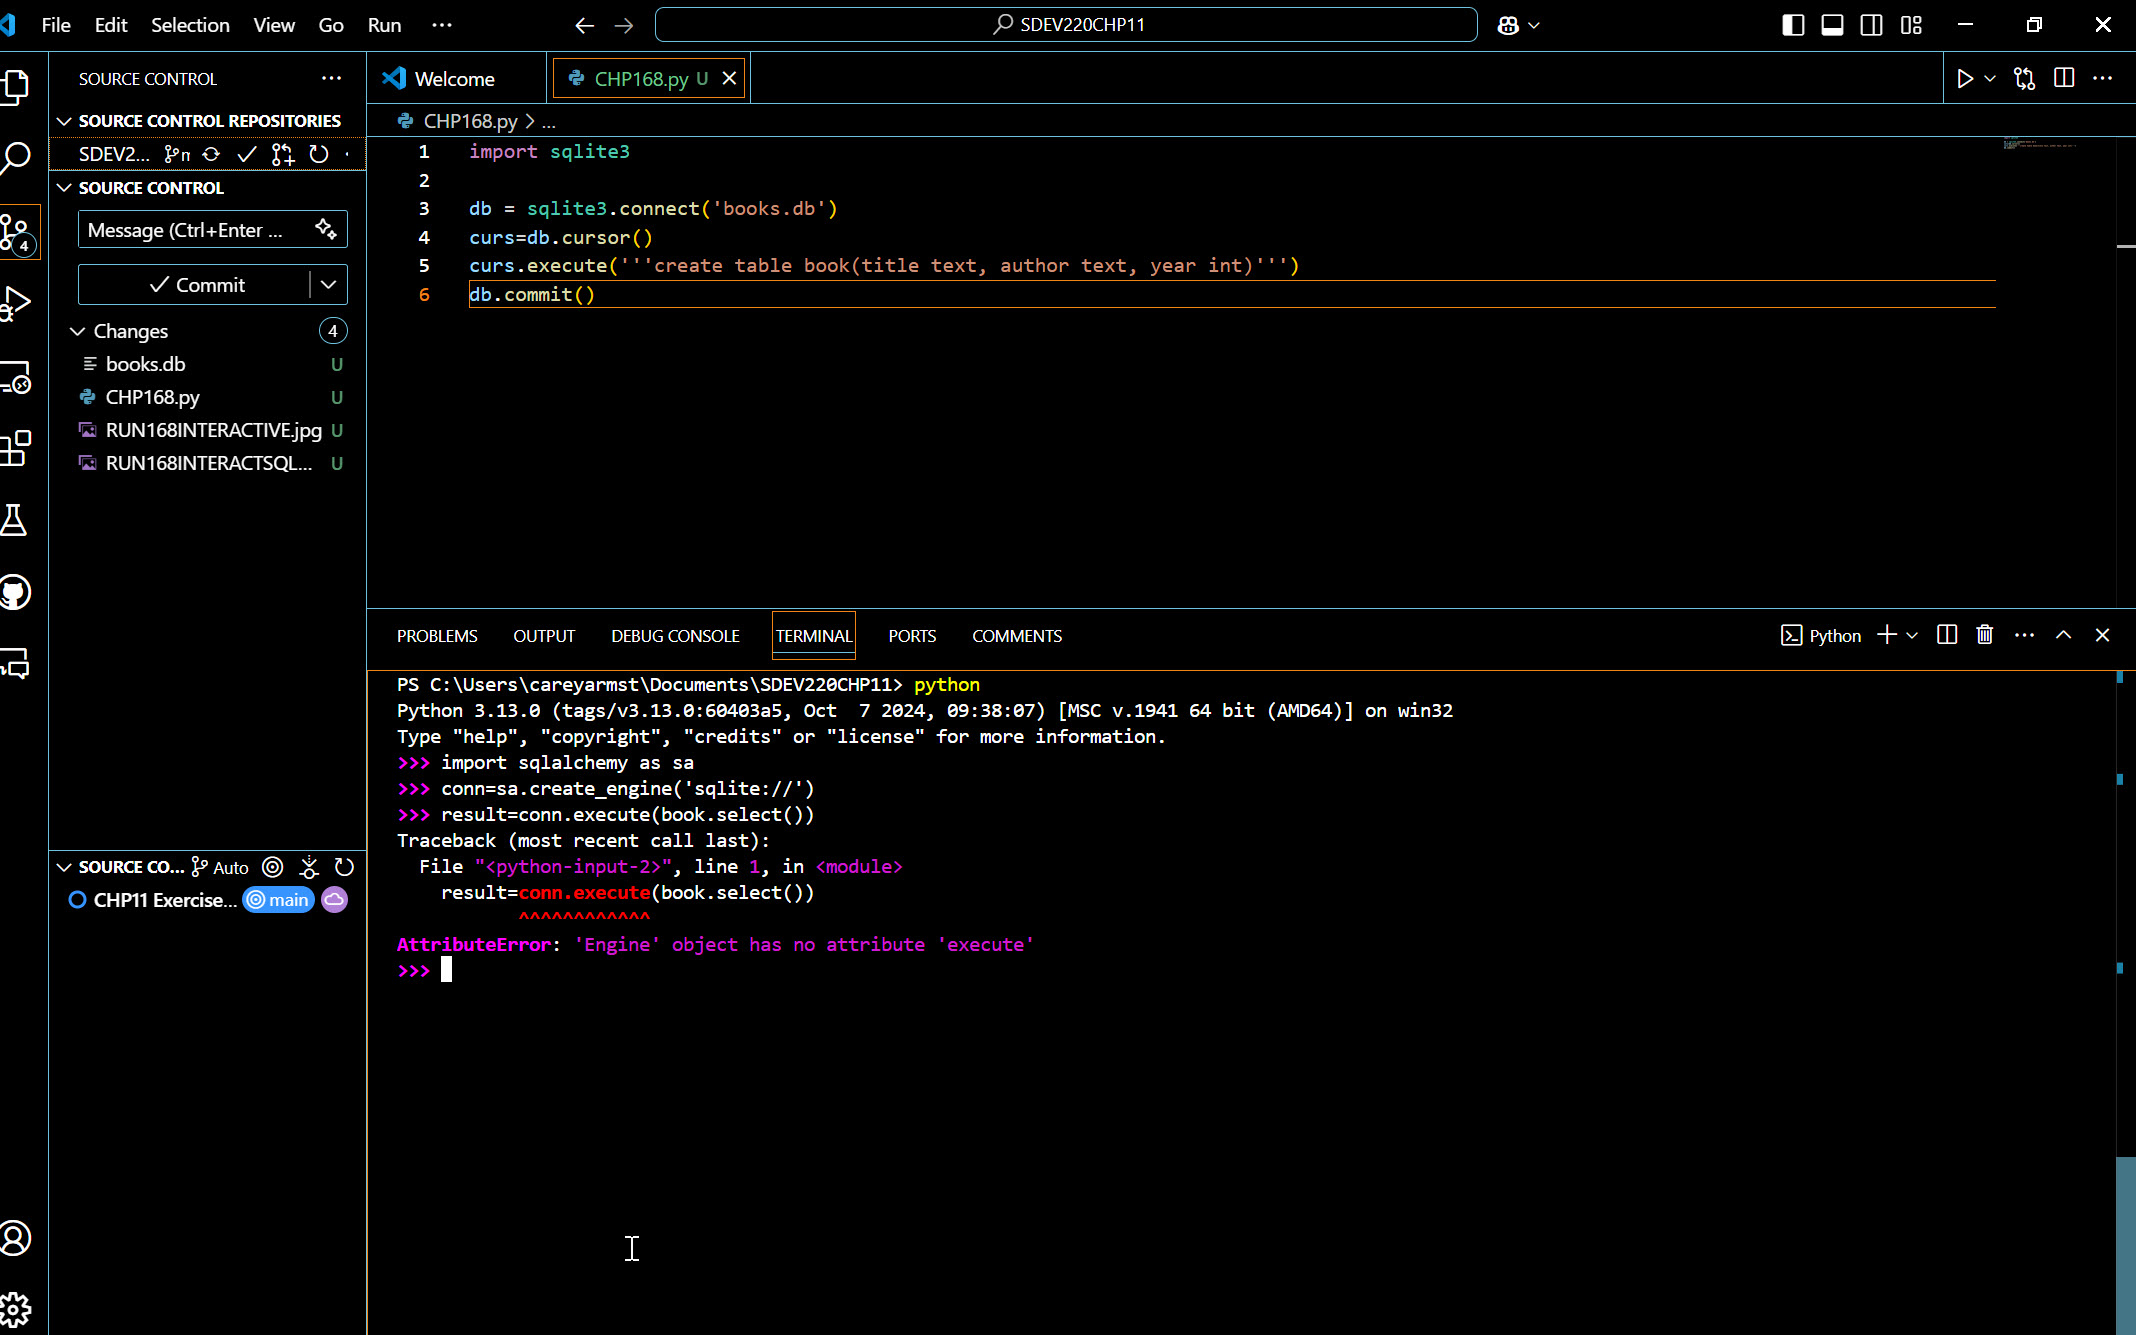 File Edit Selection View Go Run ···
SDEV220CHP11
SOURCE CONTROL ···
SOURCE CONTROL REPOSITORIES
SDEV2...
SOURCE CONTROL
Message (Ctrl+Enter ...
Commit
Changes 4
books.db U
CHP168.py U
RUN168INTERACTIVE.jpg U
RUN168INTERACTSQL... U
4
SOURCE CO... Auto
CHP11 Exercise... main
Welcome
CHP168.py U
CHP168.py > ...
1 import sqlite3
2
3 db = sqlite3.connect('books.db')
4 curs=db.cursor()
5 curs.execute('''create table book(title text, author text, year int)''')
6 db.commit()
PROBLEMS OUTPUT DEBUG CONSOLE TERMINAL PORTS COMMENTS
Python
PS C:\Users\careyarmst\Documents\SDEV220CHP11> python
Python 3.13.0 (tags/v3.13.0:60403a5, Oct  7 2024, 09:38:07) [MSC v.1941 64 bit (AMD64)] on win32
Type "help", "copyright", "credits" or "license" for more information.
>>> import sqlalchemy as sa
>>> conn=sa.create_engine('sqlite://')
>>> result=conn.execute(book.select())
Traceback (most recent call last):
  File "<python-input-2>", line 1, in <module>
    result=conn.execute(book.select())
           ^^^^^^^^^^^^
AttributeError: 'Engine' object has no attribute 'execute'
>>>